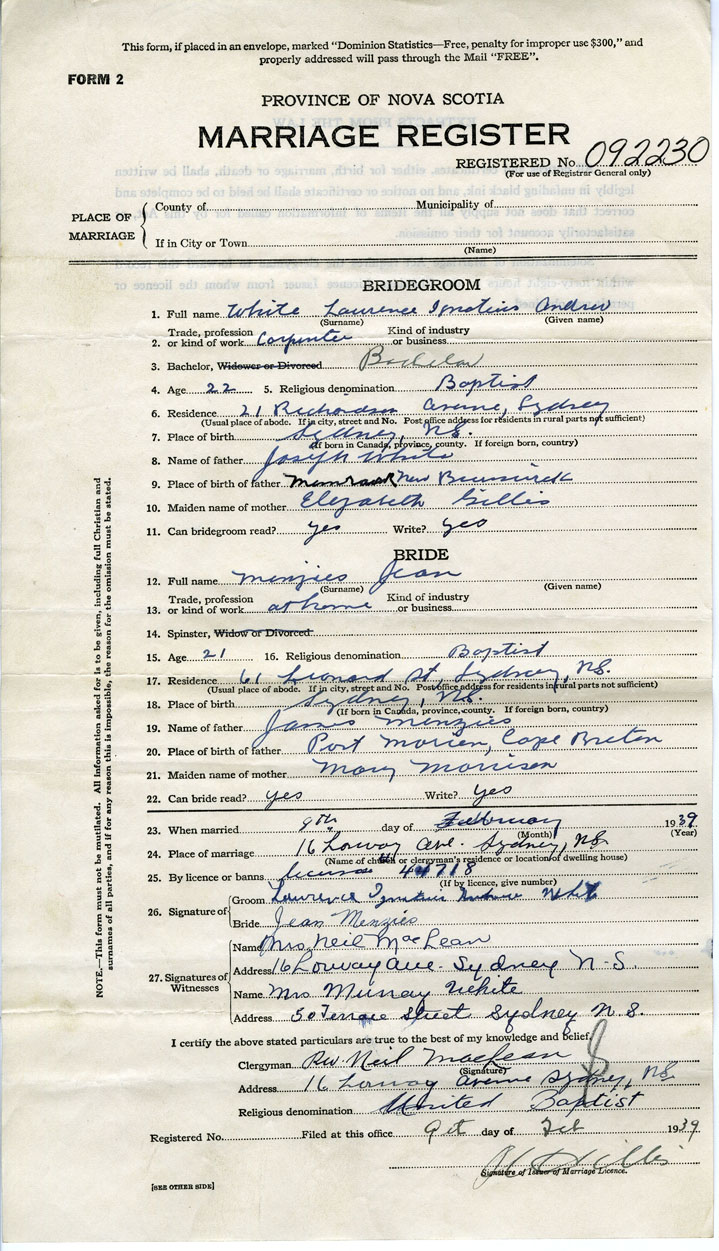 This form, if placed in an envelope, marked "Dominion Statistics—Free, penalty for improper use $300," and
properly addressed will pass through the Mail "FREE".
FORM 2
PROVINCE OF NOVA SCOTIA
MARRIAGE REGISTER
REGISTERED No. 092230
(For use of Registrar General only)
PLACE OF MARRIAGE
County of Municipality of
If in City or Town
(Name)
BRIDEGROOM
1. Full name White Lawrence Ignatius Andrew
(Surname) (Given name)
Trade, profession Kind of industry
2. or kind of work Carpenter or business
3. Bachelor, Widower or Divorced Bachelor
4. Age 22 5. Religious denomination Baptist
6. Residence 21 Richardson Avenue, Sydney
(Usual place of abode. If in city, street and No. Post office address for residents in rural parts not sufficient)
7. Place of birth Sydney, N.S.
(If born in Canada, province, county. If foreign born, country)
8. Name of father Joseph White
9. Place of birth of father New Brunswick
10. Maiden name of mother Elizabeth Gillis
11. Can bridegroom read? yes Write? yes
BRIDE
12. Full name Menzies Jean
(Surname) (Given name)
Trade, profession Kind of industry
13. or kind of work at home or business
14. Spinster, Widow or Divorced
15. Age 21 16. Religious denomination Baptist
17. Residence 61 Leonard St, Sydney, N.S.
(Usual place of abode. If in city, street and No. Post office address for residents in rural parts not sufficient)
18. Place of birth Sydney, N.S.
(If born in Canada, province, county. If foreign born, country)
19. Name of father James Menzies
20. Place of birth of father Port Morien, Cape Breton
21. Maiden name of mother Mary Morrison
22. Can bride read? yes Write? yes
23. When married 9th day of February 1939
(Month) (Year)
24. Place of marriage 16 Lorway Ave. Sydney, N.S.
(Name of church or clergyman's residence or location of dwelling house)
25. By licence or banns license 44718
(If by licence, give number)
26. Signature of
Groom Lawrence Ignatius Andrew White
Bride Jean Menzies
27. Signatures of Witnesses
Name Mrs. Neil MacLean
Address 16 Lorway Ave. Sydney N.S.
Name Mrs Murray White
Address 50 Terrace Street Sydney N.S.
I certify the above stated particulars are true to the best of my knowledge and belief.
Clergyman Rev. Neil MacLean
(Signature)
Address 16 Lorway Avenue Sydney, N.S.
Religious denomination United Baptist
Registered No. Filed at this office 9th day of Feb 1939
Signature of Issuer of Marriage Licence.
[SEE OTHER SIDE]
NOTE.—This form must not be mutilated. All information asked for is to be given, including full Christian and
surnames of all parties, and if for any reason this is impossible, the reason for the omission must be stated.